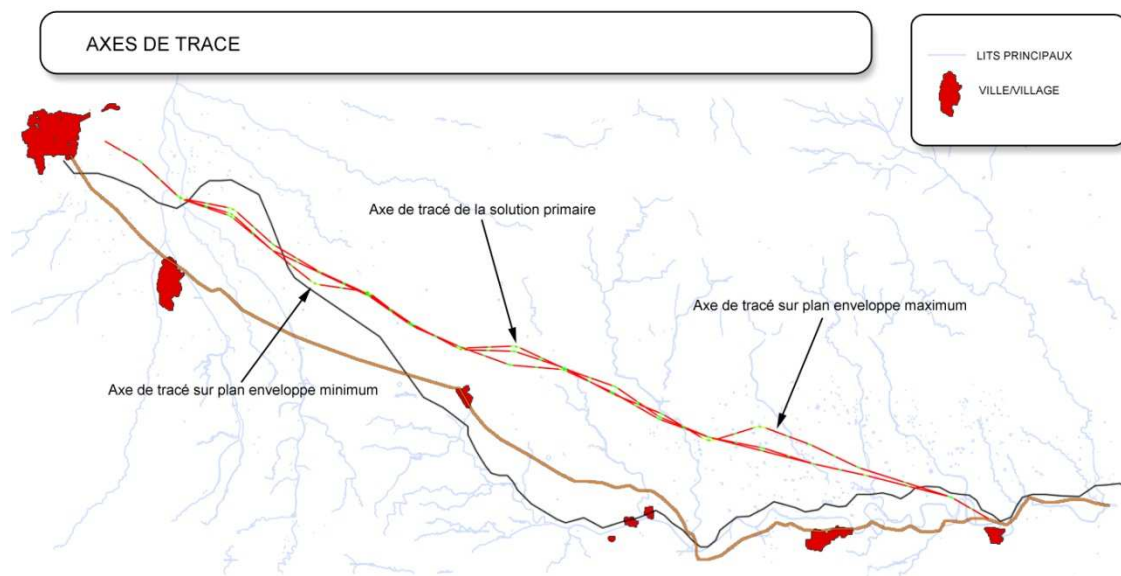 AXES DE TRACE
LITS PRINCIPAUX
VILLE/VILLAGE
Axe de tracé de la solution primaire
Axe de tracé sur plan enveloppe maximum
Axe de tracé sur plan enveloppe minimum